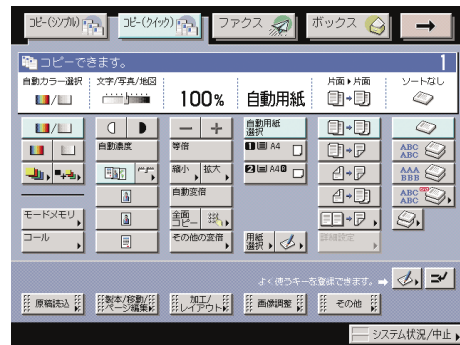 コピー(シンプル)
コピー(クイック)
ファクス
ボックス
コピーできます。
1
自動カラー選択
文字/写真/地図
100%
自動用紙
片面▶片面
ソートなし
自動濃度
等倍
縮小
拡大
自動変倍
全面
コピー
その他の変倍
自動用紙
選択
1 A4
2 A4R
用紙
選択
ABC
ABC
AAA
BBB
ABC
ABC
モードメモリ
コール
詳細設定
よく使うキーを登録できます。
原稿読込
製本/移動/
ページ編集
加工/
レイアウト
画像調整
その他
システム状況/中止